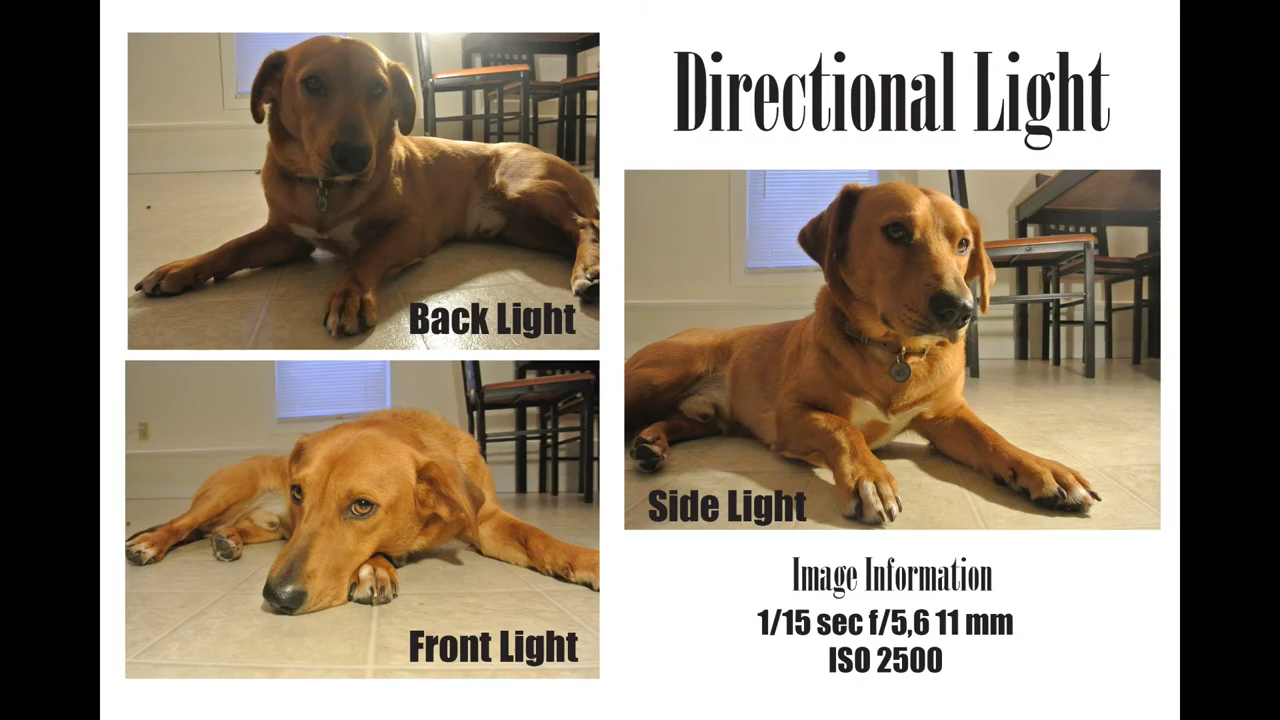 Directional Light
Back Light
Side Light
Front Light
Image Information
1/15 sec f/5,6 11 mm
ISO 2500